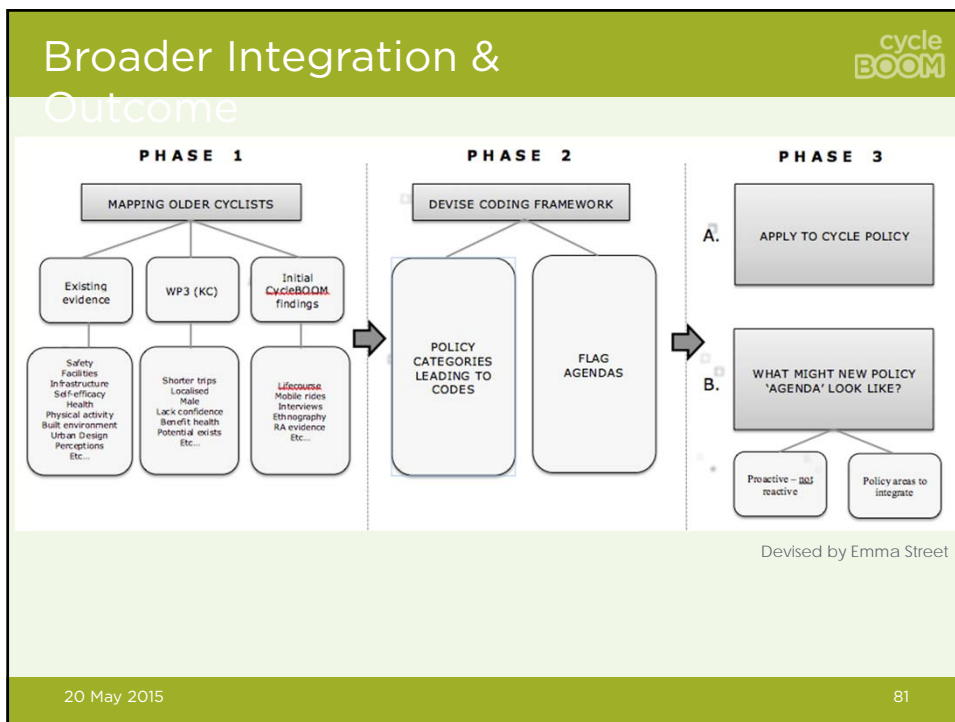 Broader Integration &
Outcome
cycle
BOOM
PHASE 1
MAPPING OLDER CYCLISTS
Existing
evidence
WP3 (KC)
Initial
CycleBOOM
findings
Safety
Facilities
Infrastructure
Self-efficacy
Health
Physical activity
Built environment
Urban Design
Perceptions
Etc...
Shorter trips
Localised
Male
Lack confidence
Benefit health
Potential exists
Etc...
Lifecourse
Mobile rides
Interviews
Ethnography
RA evidence
Etc...
PHASE 2
DEVISE CODING FRAMEWORK
POLICY
CATEGORIES
LEADING TO
CODES
FLAG
AGENDAS
PHASE 3
A.
APPLY TO CYCLE POLICY
B.
WHAT MIGHT NEW POLICY
‘AGENDA’ LOOK LIKE?
Proactive – not
reactive
Policy areas to
integrate
Devised by Emma Street
20 May 2015
81